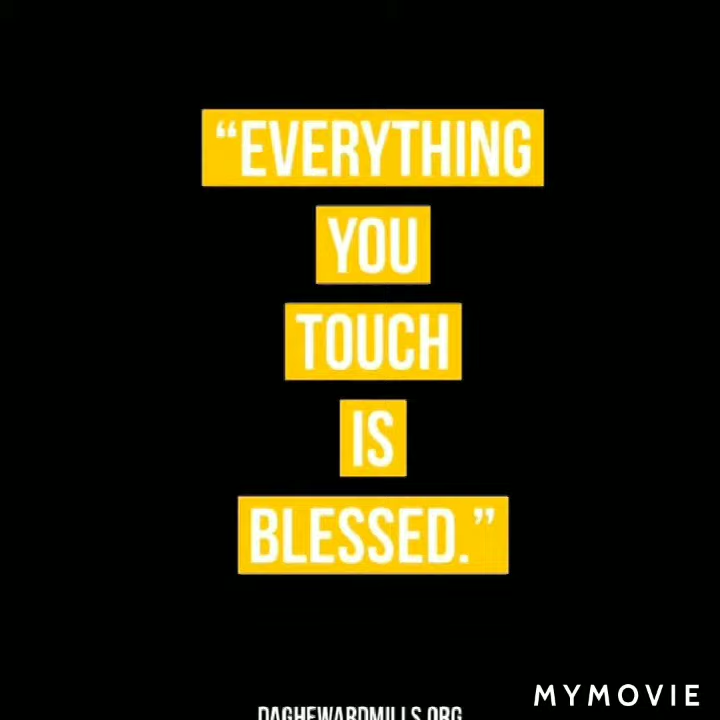 “EVERYTHING
YOU
TOUCH
IS
BLESSED.”
MYMOVIE
DAGHEWARDMILLS.ORG